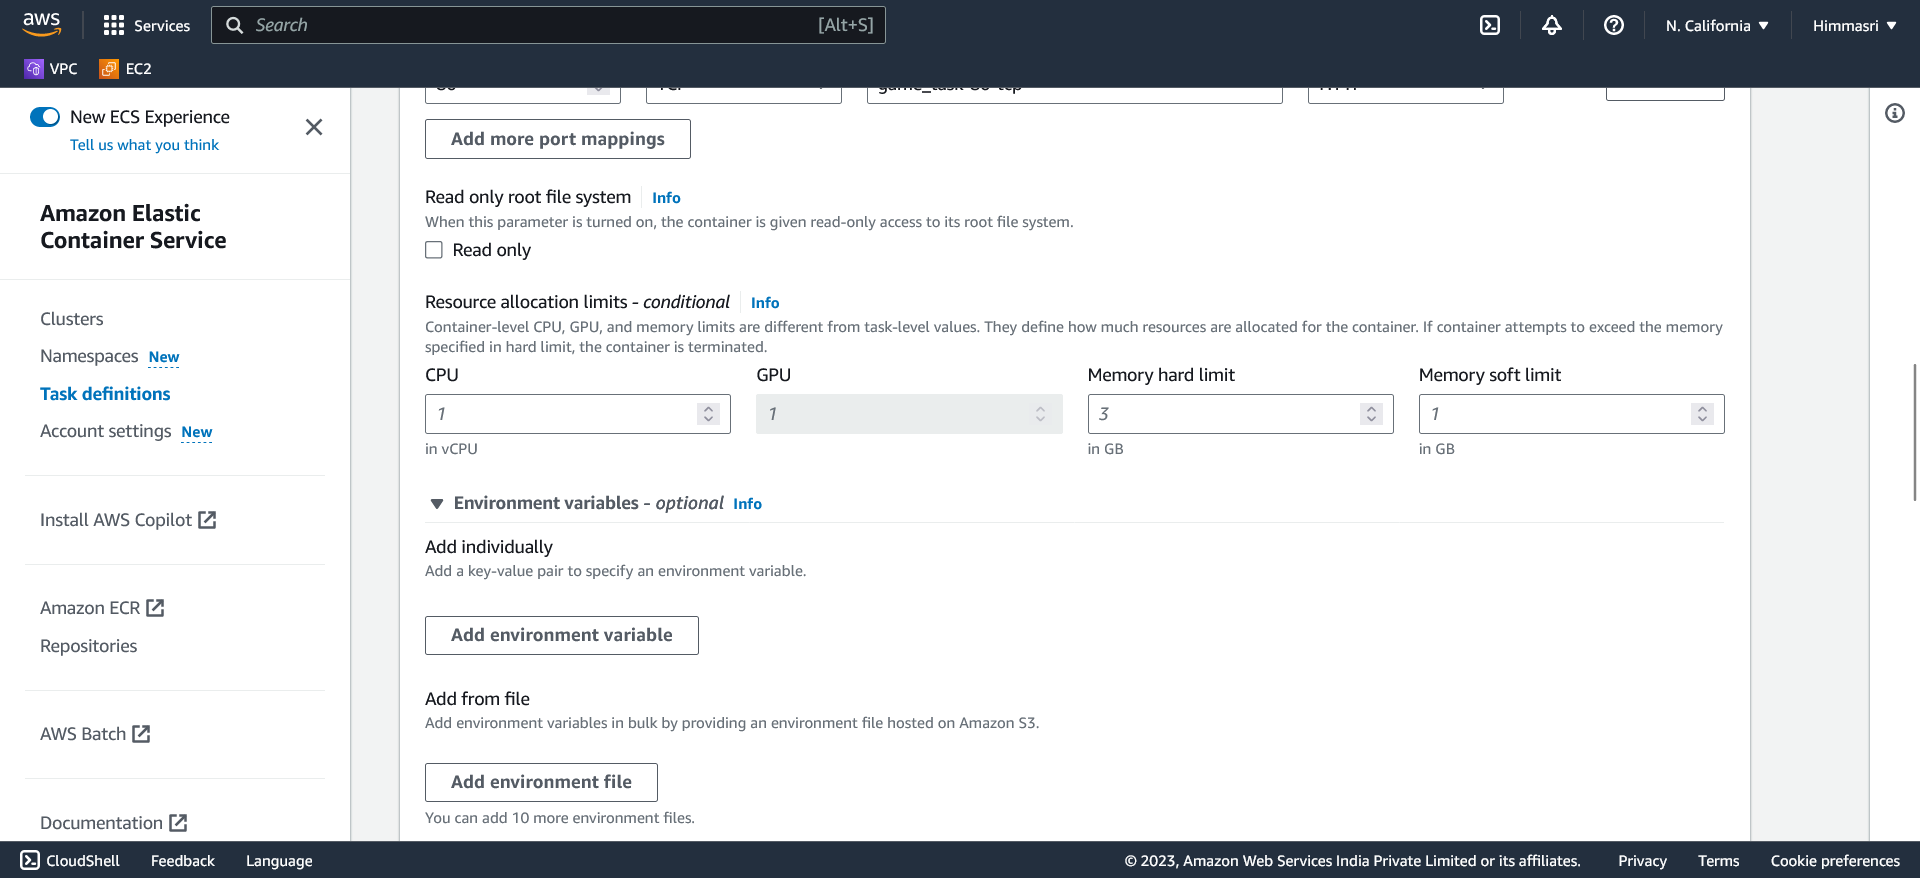 aws
Services
Search
[Alt+S]
N. California
Himmasri
VPC
EC2
New ECS Experience
Tell us what you think
Amazon Elastic
Container Service
Clusters
Namespaces New
Task definitions
Account settings New
Install AWS Copilot
Amazon ECR
Repositories
AWS Batch
Documentation
Add more port mappings
Read only root file system Info
When this parameter is turned on, the container is given read-only access to its root file system.
Read only
Resource allocation limits - conditional Info
Container-level CPU, GPU, and memory limits are different from task-level values. They define how much resources are allocated for the container. If container attempts to exceed the memory
specified in hard limit, the container is terminated.
CPU GPU Memory hard limit Memory soft limit
1 1 3 1
in vCPU in GB in GB
Environment variables - optional Info
Add individually
Add a key-value pair to specify an environment variable.
Add environment variable
Add from file
Add environment variables in bulk by providing an environment file hosted on Amazon S3.
Add environment file
You can add 10 more environment files.
CloudShell Feedback Language
© 2023, Amazon Web Services India Private Limited or its affiliates. Privacy Terms Cookie preferences